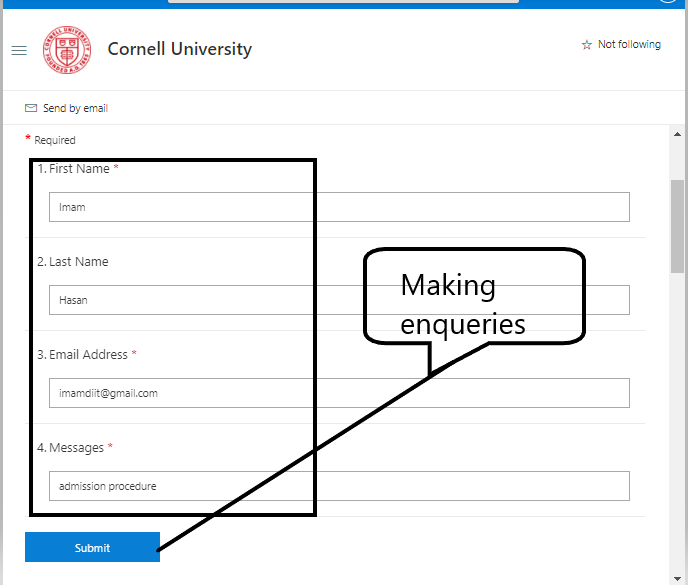 Cornell University
Not following
Send by email
* Required
1. First Name *
Imam
2. Last Name
Hasan
Making
enqueries
3. Email Address *
imamdiit@gmail.com
4. Messages *
admission procedure
Submit